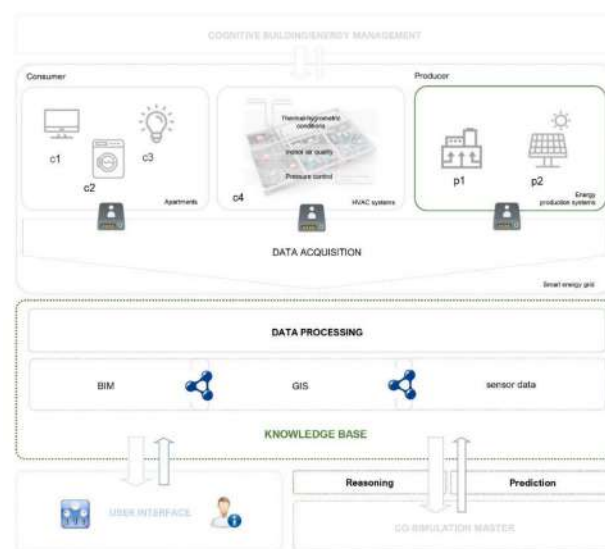 COGNITIVE BUILDING/ENERGY MANAGEMENT
Consumer
Producer
c1
c2
c3
Apartments
Thermal-hygrometric
conditions
Indoor air quality
Pressure control
c4
HVAC systems
p1
p2
Energy
production systems
DATA ACQUISITION
Smart energy grid
DATA PROCESSING
BIM
GIS
sensor data
KNOWLEDGE BASE
USER INTERFACE
Reasoning
Prediction
CO-SIMULATION MASTER